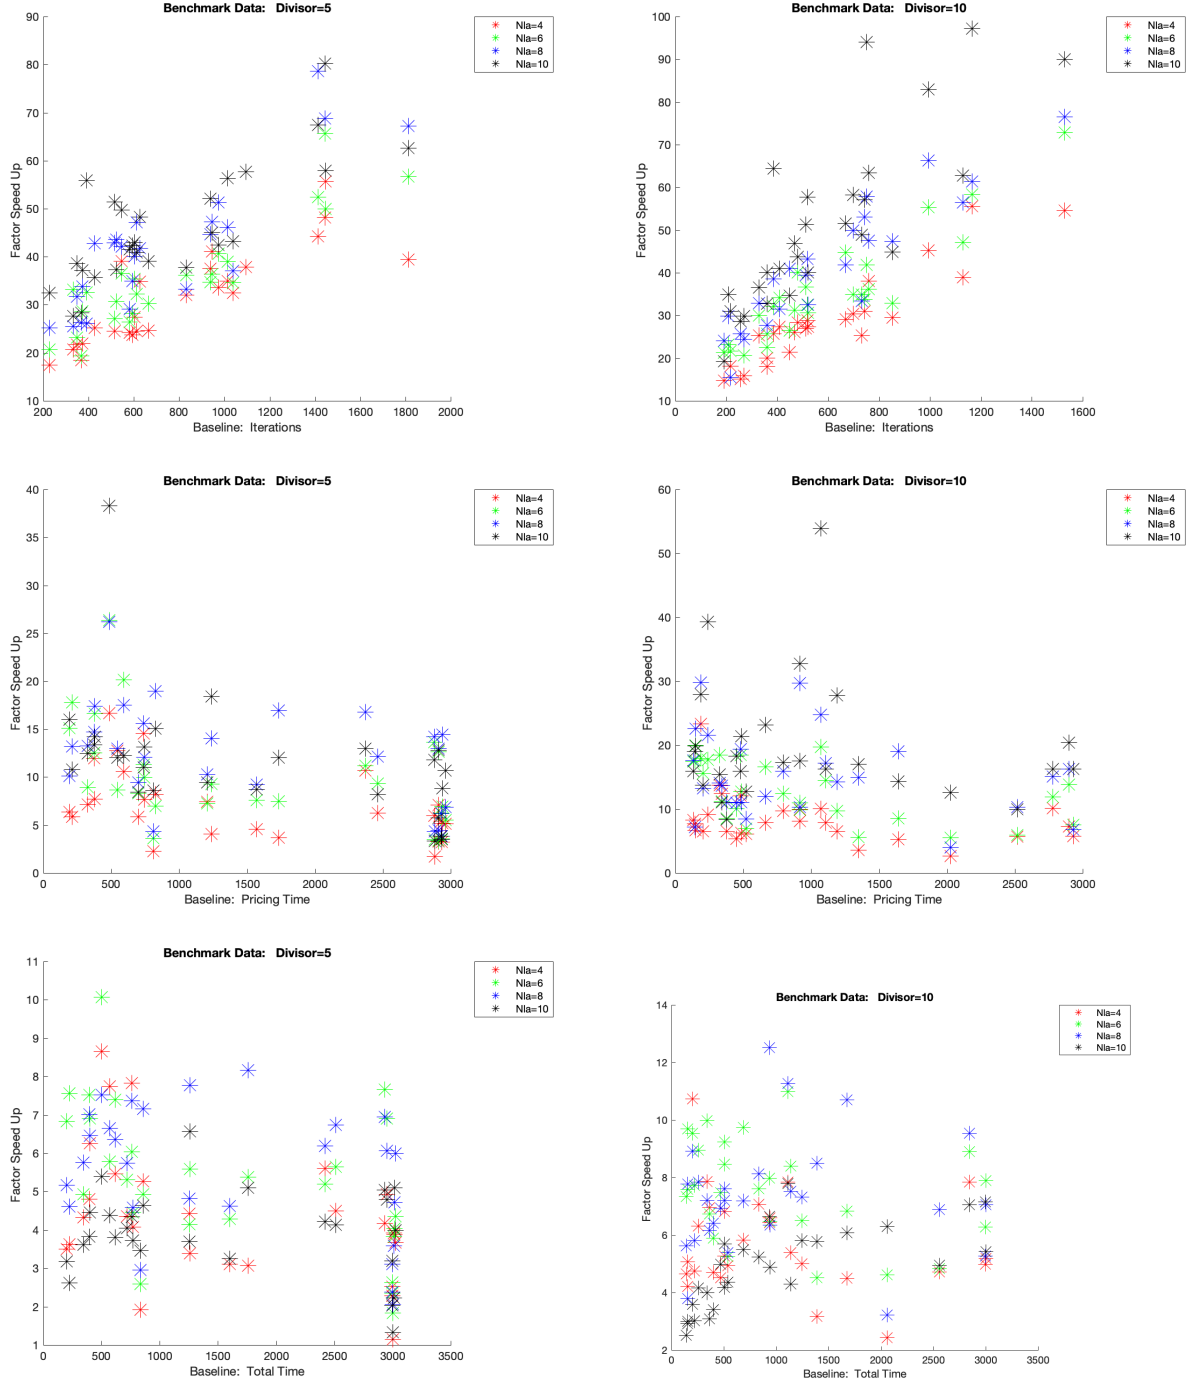 Benchmark Data: Divisor=5
Nla=4
Nla=6
Nla=8
Nla=10
90
80
70
60
50
40
30
20
10
Factor Speed Up
200 400 600 800 1000 1200 1400 1600 1800 2000
Baseline: Iterations
Benchmark Data: Divisor=10
Nla=4
Nla=6
Nla=8
Nla=10
100
90
80
70
60
50
40
30
20
10
Factor Speed Up
0 200 400 600 800 1000 1200 1400 1600
Baseline: Iterations
Benchmark Data: Divisor=5
Nla=4
Nla=6
Nla=8
Nla=10
40
35
30
25
20
15
10
5
0
Factor Speed Up
0 500 1000 1500 2000 2500 3000
Baseline: Pricing Time
Benchmark Data: Divisor=10
Nla=4
Nla=6
Nla=8
Nla=10
60
50
40
30
20
10
0
Factor Speed Up
0 500 1000 1500 2000 2500 3000
Baseline: Pricing Time
Benchmark Data: Divisor=5
Nla=4
Nla=6
Nla=8
Nla=10
11
10
9
8
7
6
5
4
3
2
1
Factor Speed Up
0 500 1000 1500 2000 2500 3000 3500
Baseline: Total Time
Benchmark Data: Divisor=10
Nla=4
Nla=6
Nla=8
Nla=10
14
12
10
8
6
4
2
Factor Speed Up
0 500 1000 1500 2000 2500 3000 3500
Baseline: Total Time